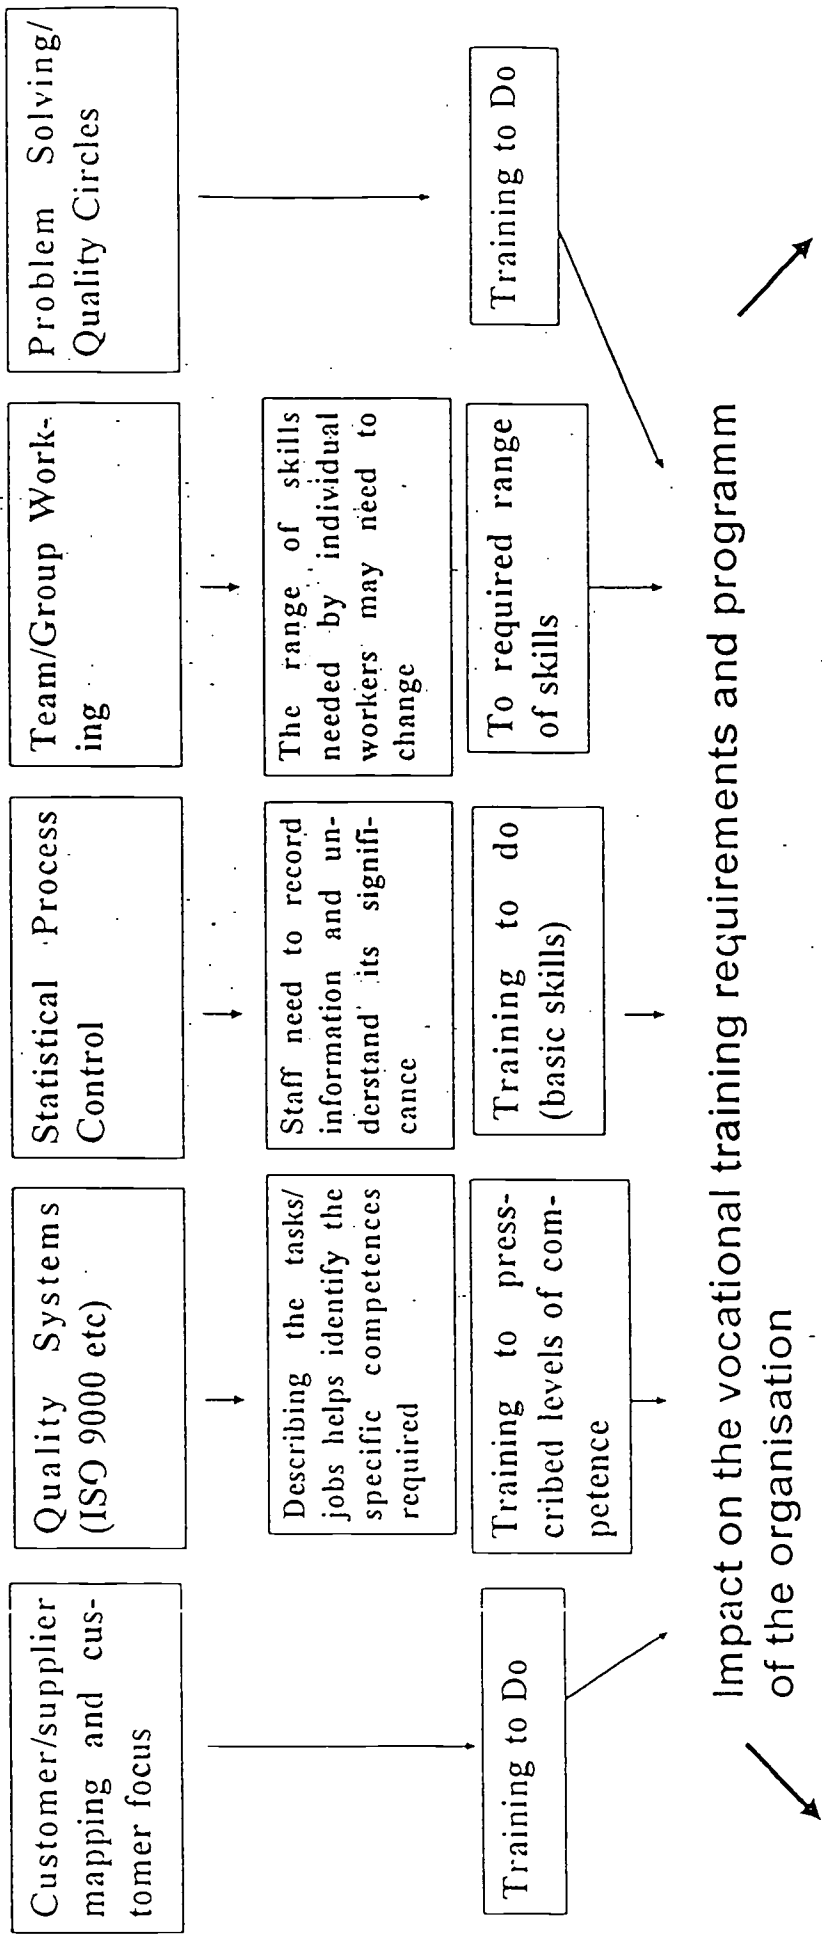 Customer/supplier
mapping and cus-
tomer focus
Quality Systems
(ISO 9000 etc)
Statistical Process
Control
Team/Group Work-
ing
Problem Solving/
Quality Circles
Describing the tasks/
jobs helps identify the
specific competences
required
Staff need to record
information and un-
derstand its signifi-
cance
The range of skills
needed by individual
workers may need to
change
Training to Do
Training to press-
cribed levels of com-
petence
Training to do
(basic skills)
To required range
of skills
Training to Do
Impact on the vocational training requirements and programm
of the organisation